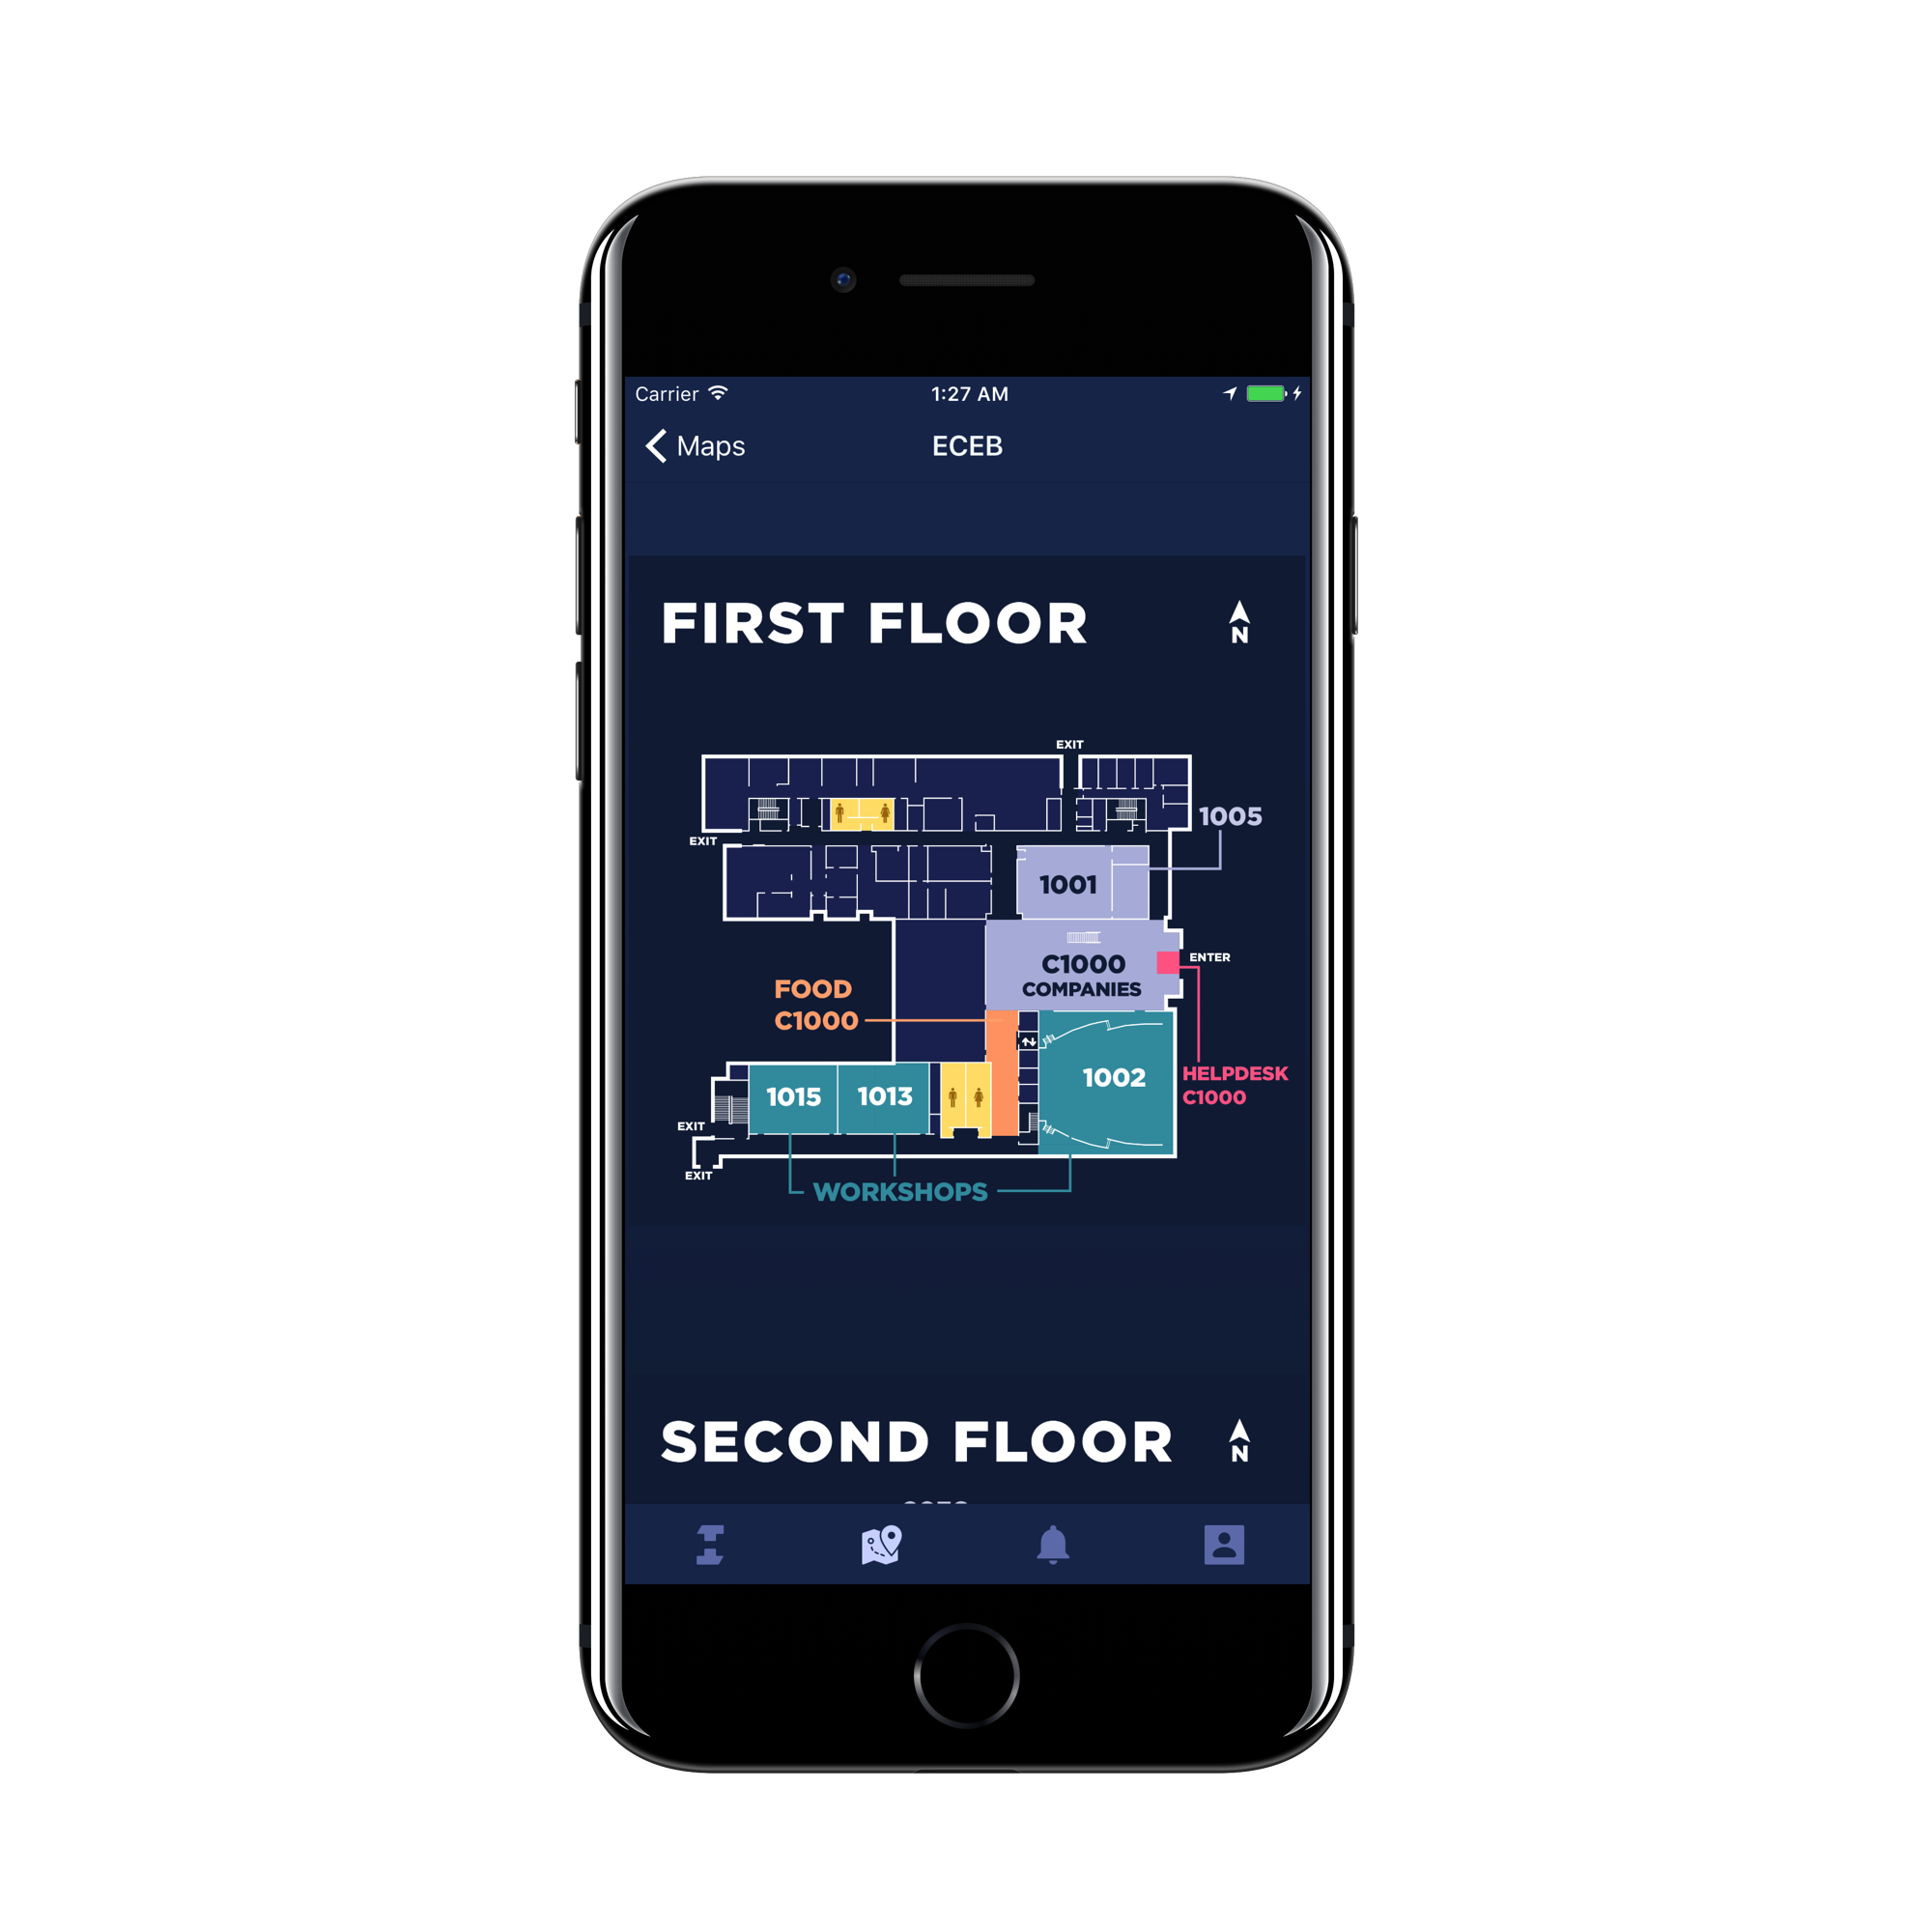 Carrier 1:27 AM
Maps ECEB
FIRST FLOOR N
EXIT
1005
EXIT
1001
C1000
COMPANIES
ENTER
FOOD
C1000
1002
HELPDESK
C1000
1015 1013
EXIT
EXIT
WORKSHOPS
SECOND FLOOR N